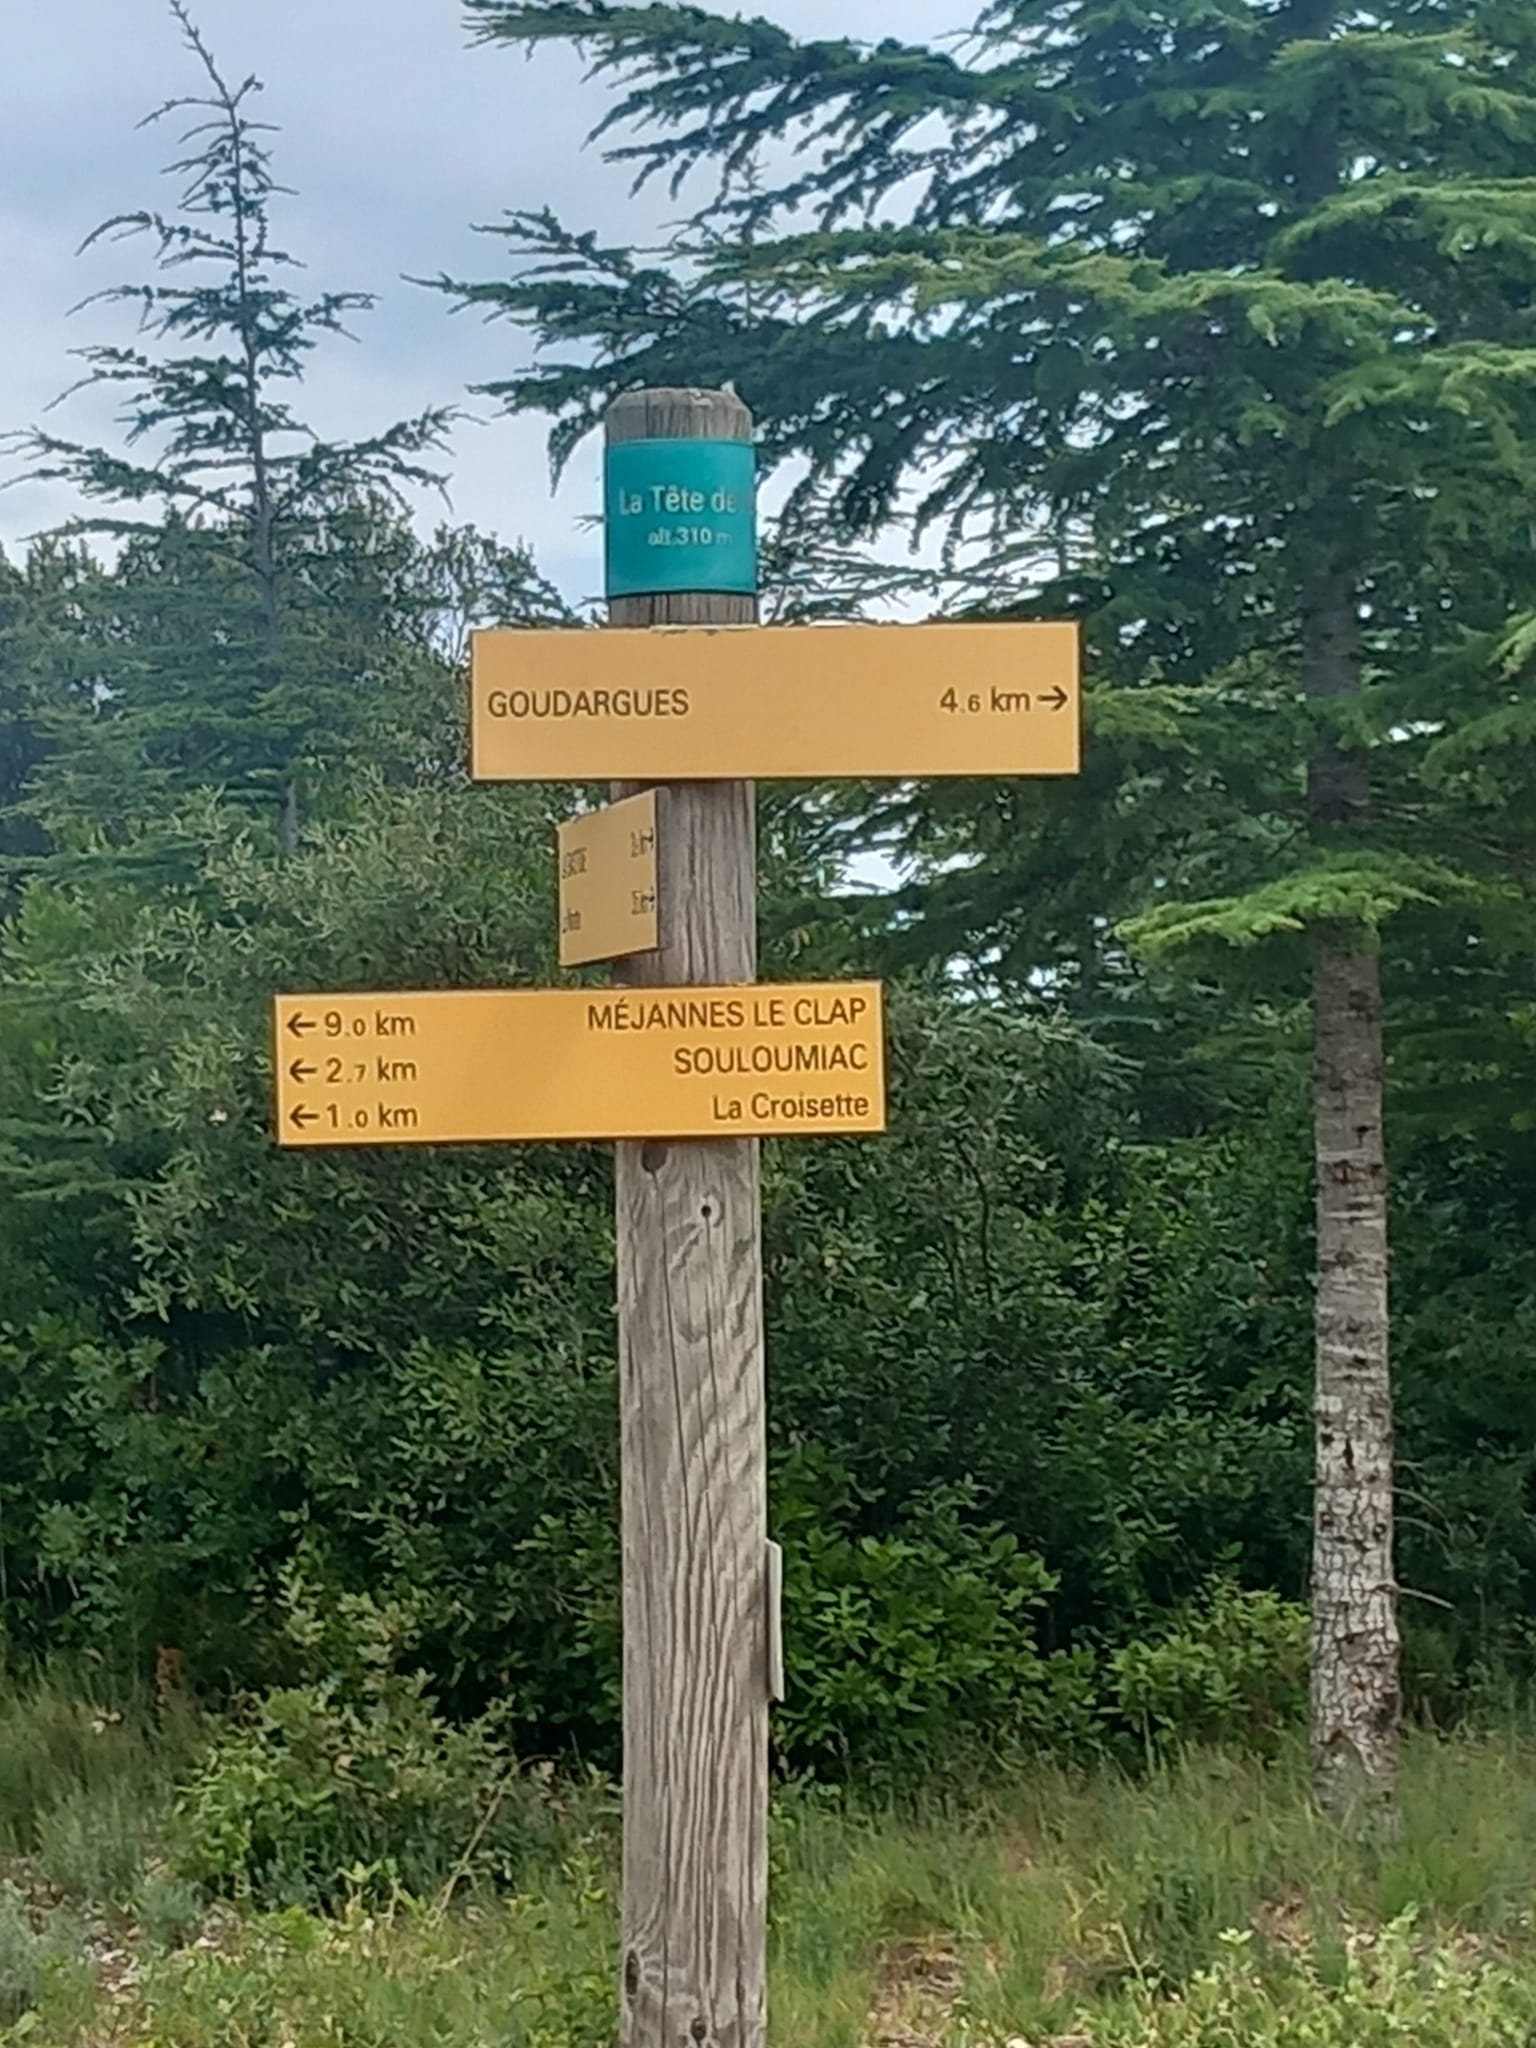 La Tête de
alt.310 m
GOUDARGUES 4.6 km →
← 9.0 km MÉJANNES LE CLAP
← 2.7 km SOULOUMIAC
← 1.0 km La Croisette